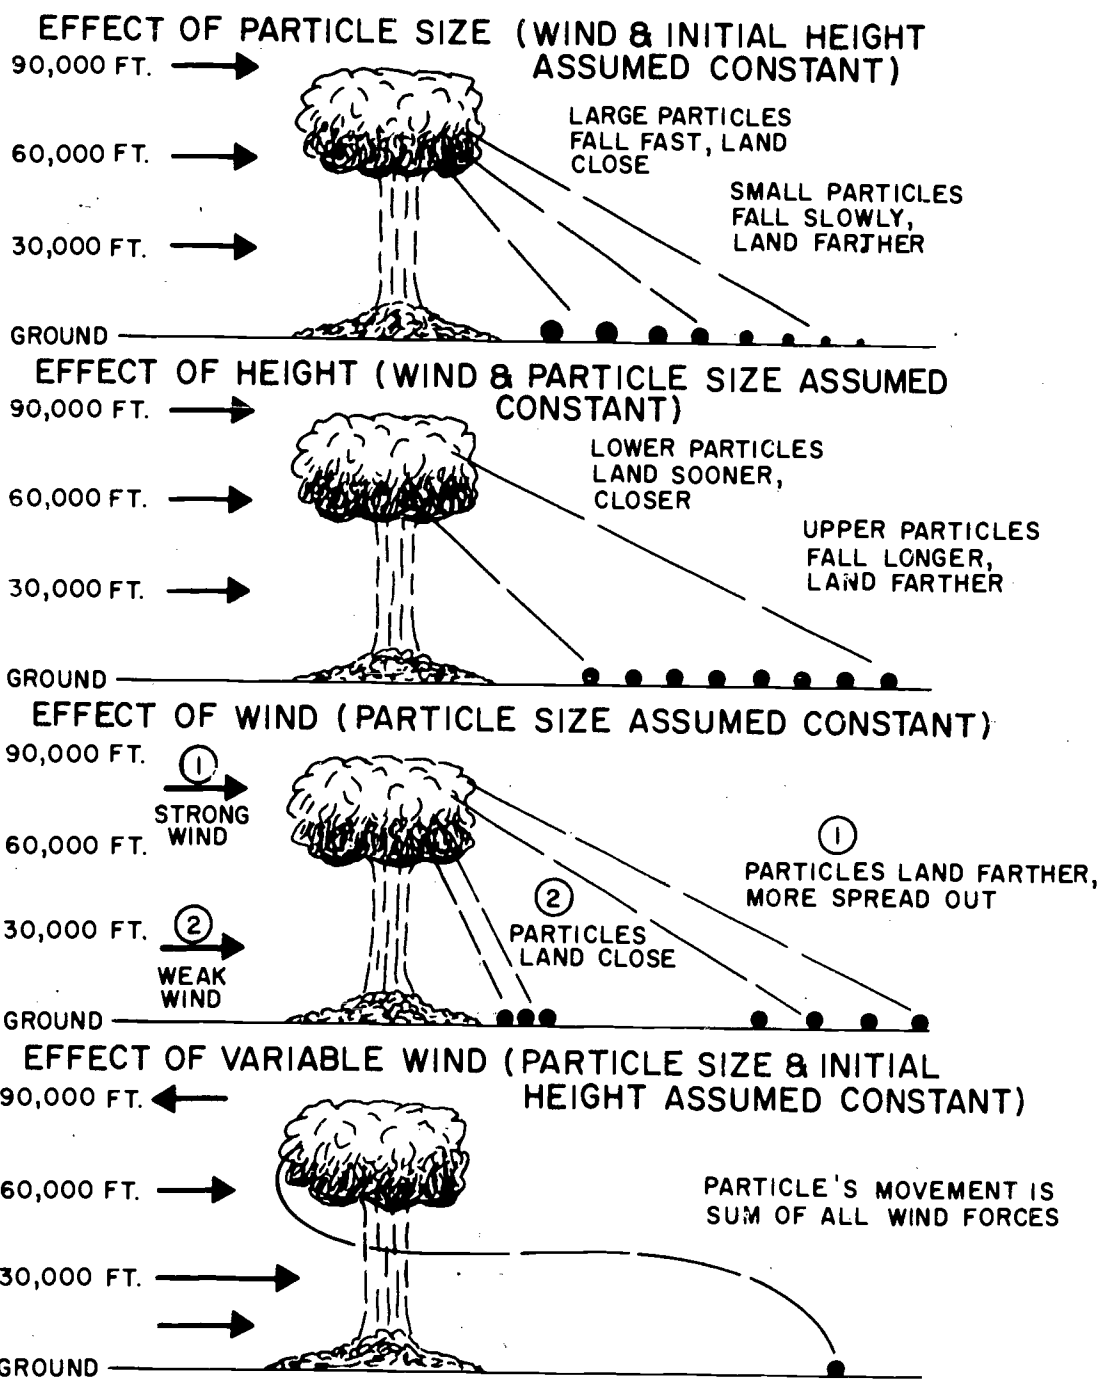 EFFECT OF PARTICLE SIZE (WIND & INITIAL HEIGHT
ASSUMED CONSTANT)
90,000 FT.
LARGE PARTICLES
FALL FAST, LAND
CLOSE
60,000 FT.
SMALL PARTICLES
FALL SLOWLY,
LAND FARTHER
30,000 FT.
GROUND
EFFECT OF HEIGHT (WIND & PARTICLE SIZE ASSUMED
CONSTANT)
90,000 FT.
LOWER PARTICLES
LAND SOONER,
CLOSER
60,000 FT.
UPPER PARTICLES
FALL LONGER,
LAND FARTHER
30,000 FT.
GROUND
EFFECT OF WIND (PARTICLE SIZE ASSUMED CONSTANT)
90,000 FT.
1
STRONG
WIND
60,000 FT.
1
PARTICLES LAND FARTHER,
MORE SPREAD OUT
2
PARTICLES
LAND CLOSE
30,000 FT.
2
WEAK
WIND
GROUND
EFFECT OF VARIABLE WIND (PARTICLE SIZE & INITIAL
HEIGHT ASSUMED CONSTANT)
90,000 FT.
60,000 FT.
PARTICLE'S MOVEMENT IS
SUM OF ALL WIND FORCES
30,000 FT.
GROUND